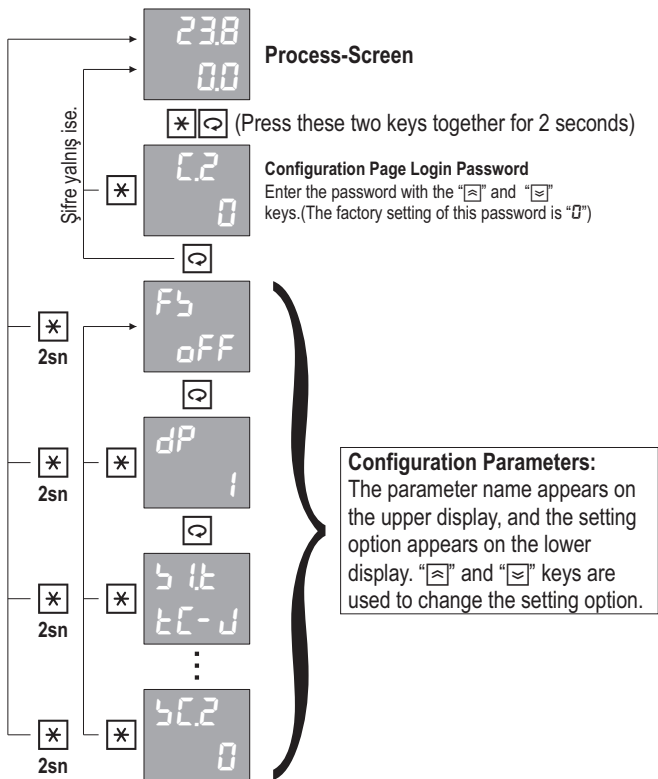 23.8
0.0
Process-Screen
(Press these two keys together for 2 seconds)
Şifre yalnış ise.
C.2
0
Configuration Page Login Password
Enter the password with the “ ” and “ ”
keys.(The factory setting of this password is “0”)
FS
oFF
2sn
dP
1
2sn
Configuration Parameters:
The parameter name appears on
the upper display, and the setting
option appears on the lower
display. “ ” and “ ” keys are
used to change the setting option.
S1.t
tC-J
2sn
SC.2
0
2sn